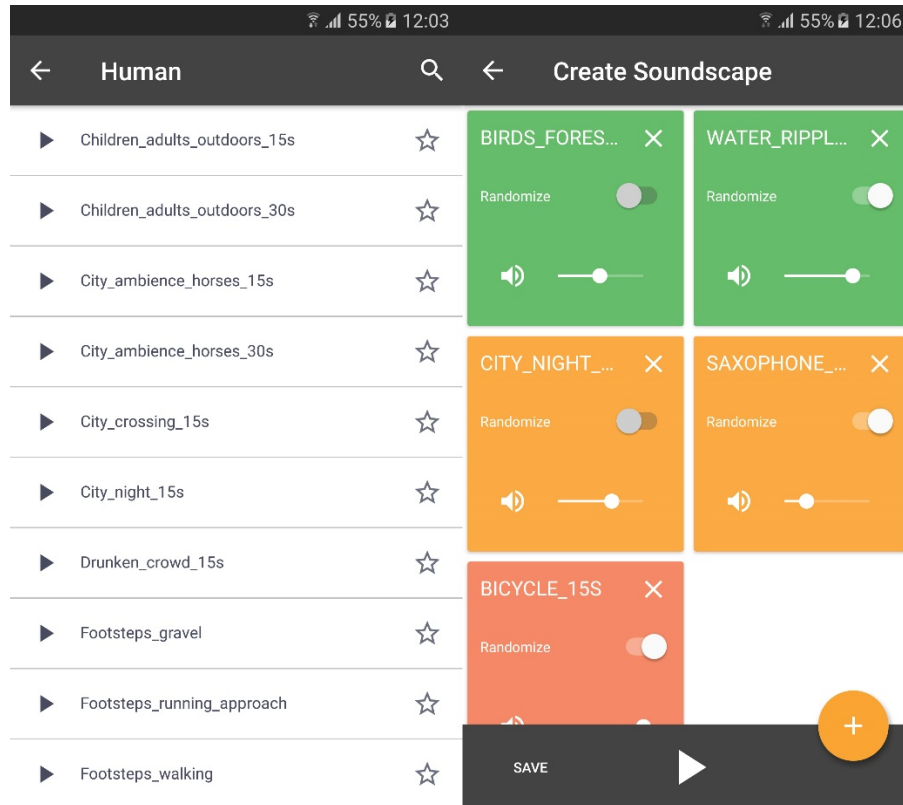 55% 12:03
Human
Children_adults_outdoors_15s
Children_adults_outdoors_30s
City_ambience_horses_15s
City_ambience_horses_30s
City_crossing_15s
City_night_15s
Drunken_crowd_15s
Footsteps_gravel
Footsteps_running_approach
Footsteps_walking
55% 12:06
Create Soundscape
BIRDS_FORES...
Randomize
WATER_RIPPL...
Randomize
CITY_NIGHT_...
Randomize
SAXOPHONE_...
Randomize
BICYCLE_15S
Randomize
SAVE